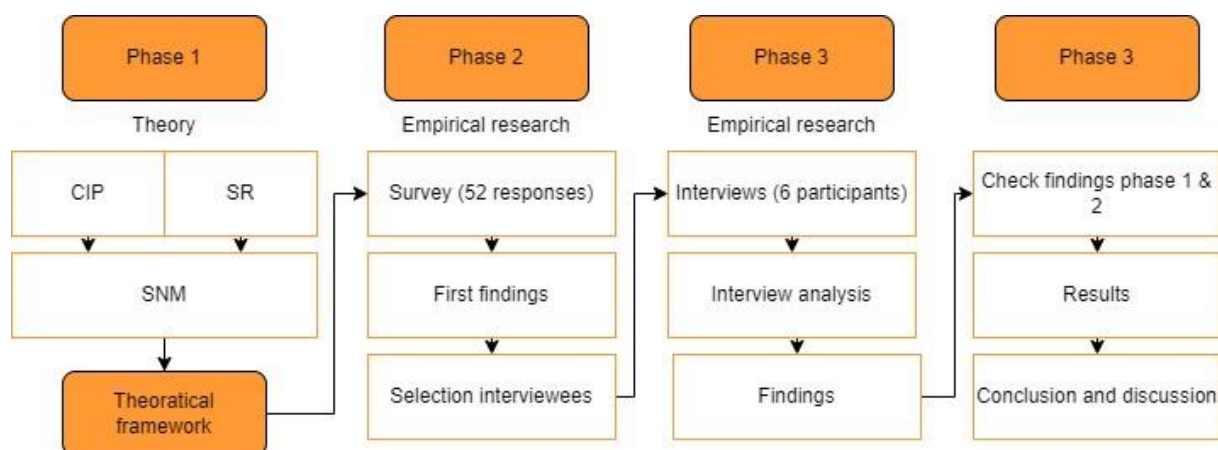 Phase 1
Phase 2
Phase 3
Phase 3
Theory
Empirical research
Empirical research
CIP
SR
Survey (52 responses)
Interviews (6 participants)
Check findings phase 1 &
2
SNM
First findings
Interview analysis
Results
Theoratical
framework
Selection interviewees
Findings
Conclusion and discussion